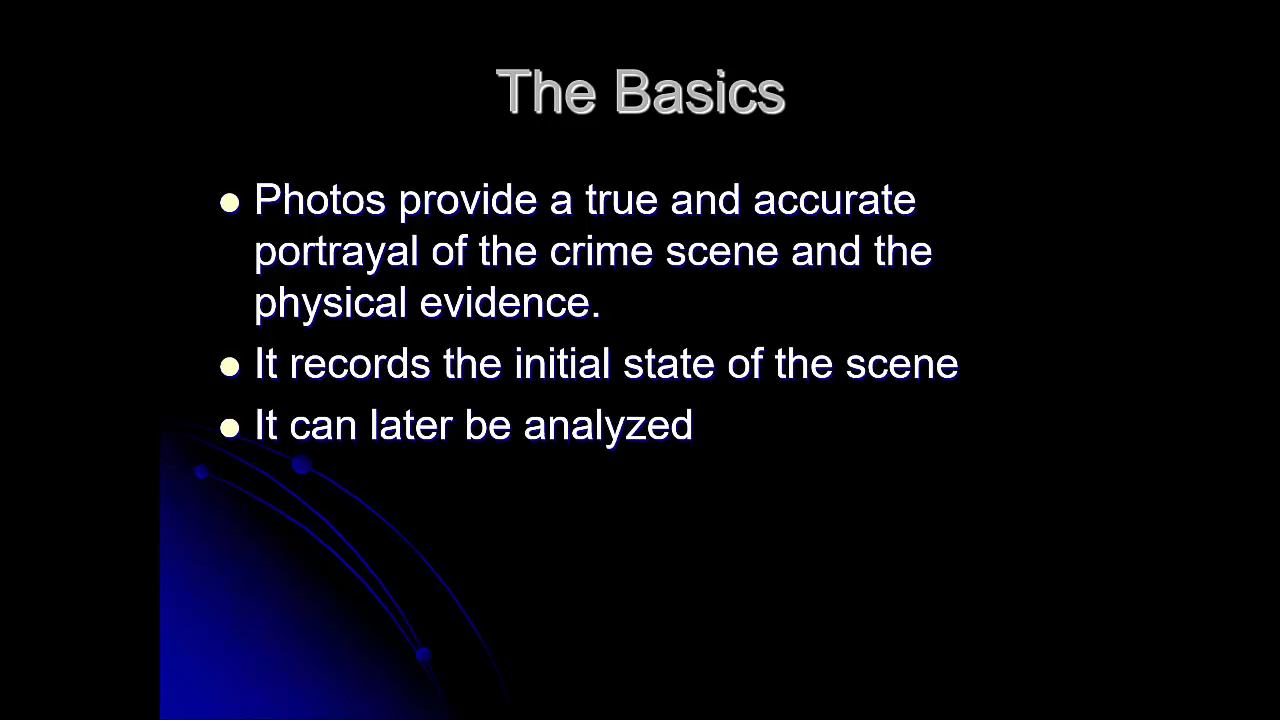 The Basics
Photos provide a true and accurate
portrayal of the crime scene and the
physical evidence.
It records the initial state of the scene
It can later be analyzed